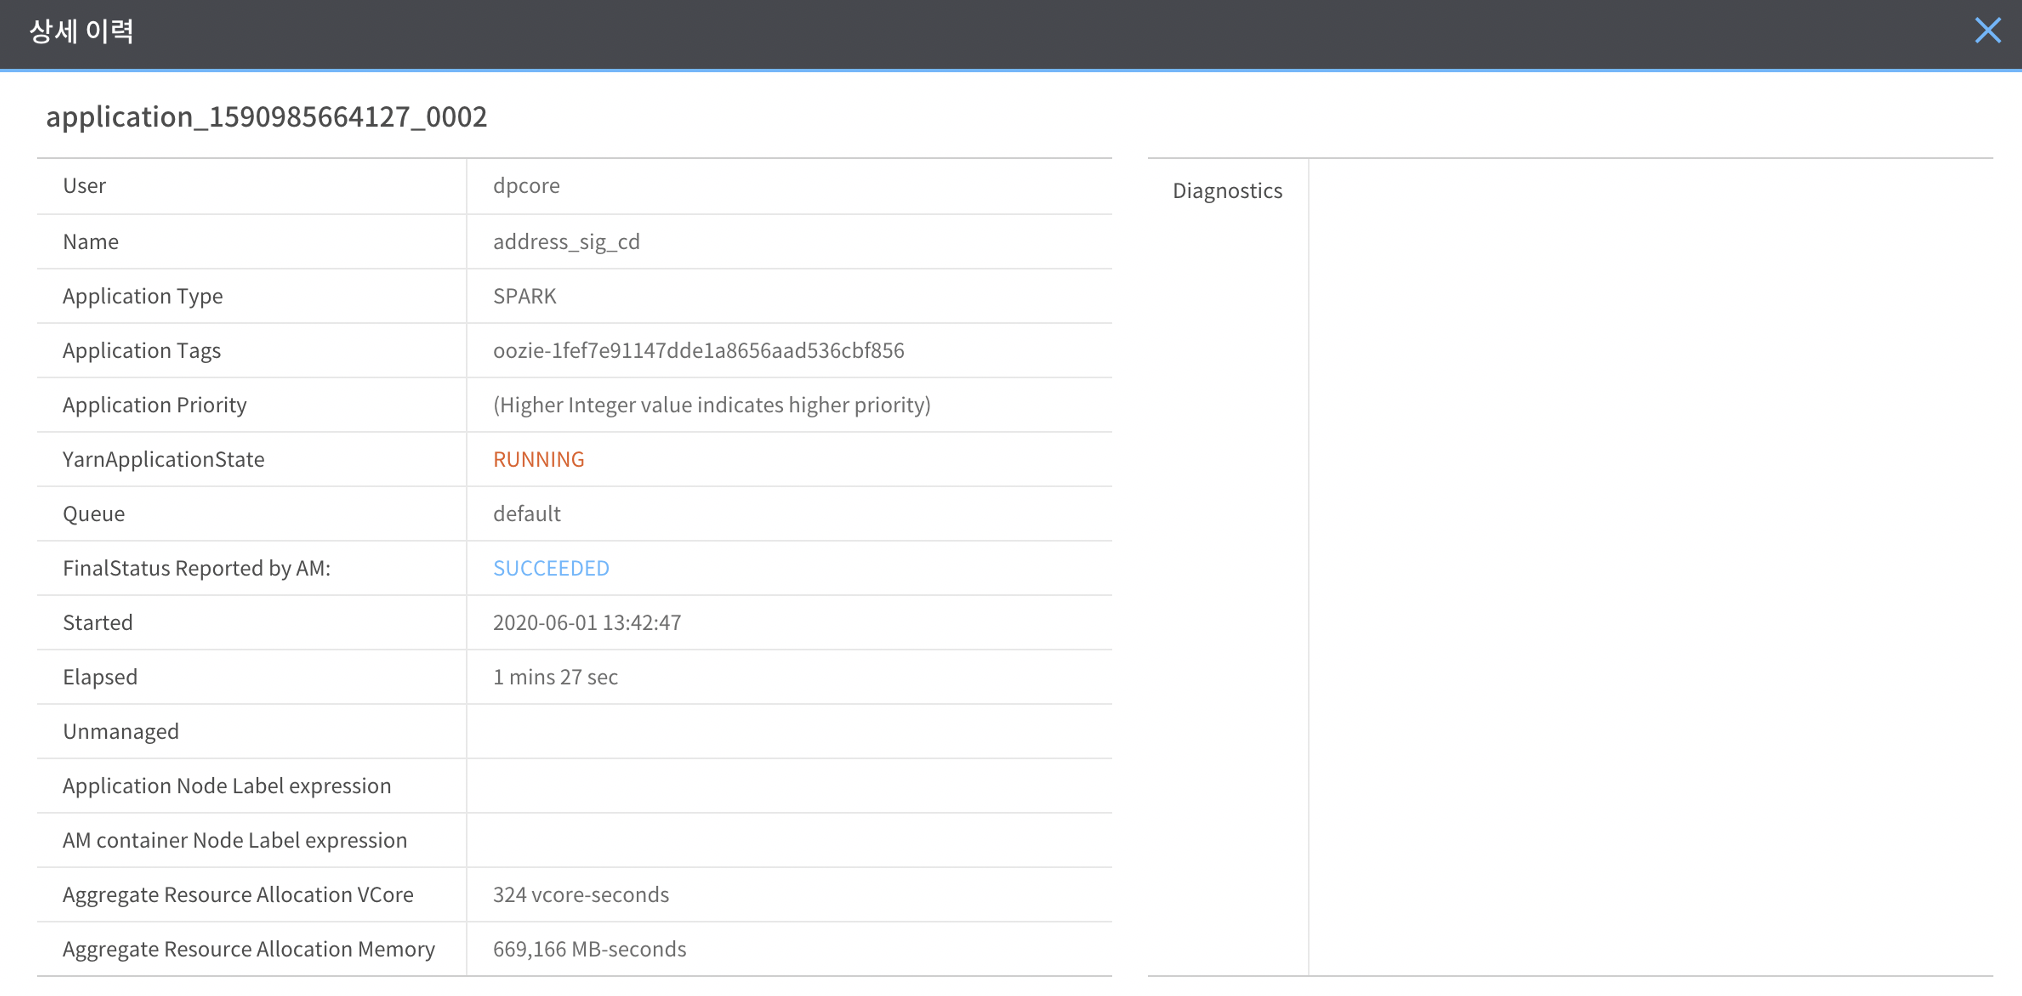 상세 이력
application_1590985664127_0002
User dpcore
Name address_sig_cd
Application Type SPARK
Application Tags oozie-1fef7e91147dde1a8656aad536cbf856
Application Priority (Higher Integer value indicates higher priority)
YarnApplicationState RUNNING
Queue default
FinalStatus Reported by AM: SUCCEEDED
Started 2020-06-01 13:42:47
Elapsed 1 mins 27 sec
Unmanaged
Application Node Label expression
AM container Node Label expression
Aggregate Resource Allocation VCore 324 vcore-seconds
Aggregate Resource Allocation Memory 669,166 MB-seconds
Diagnostics